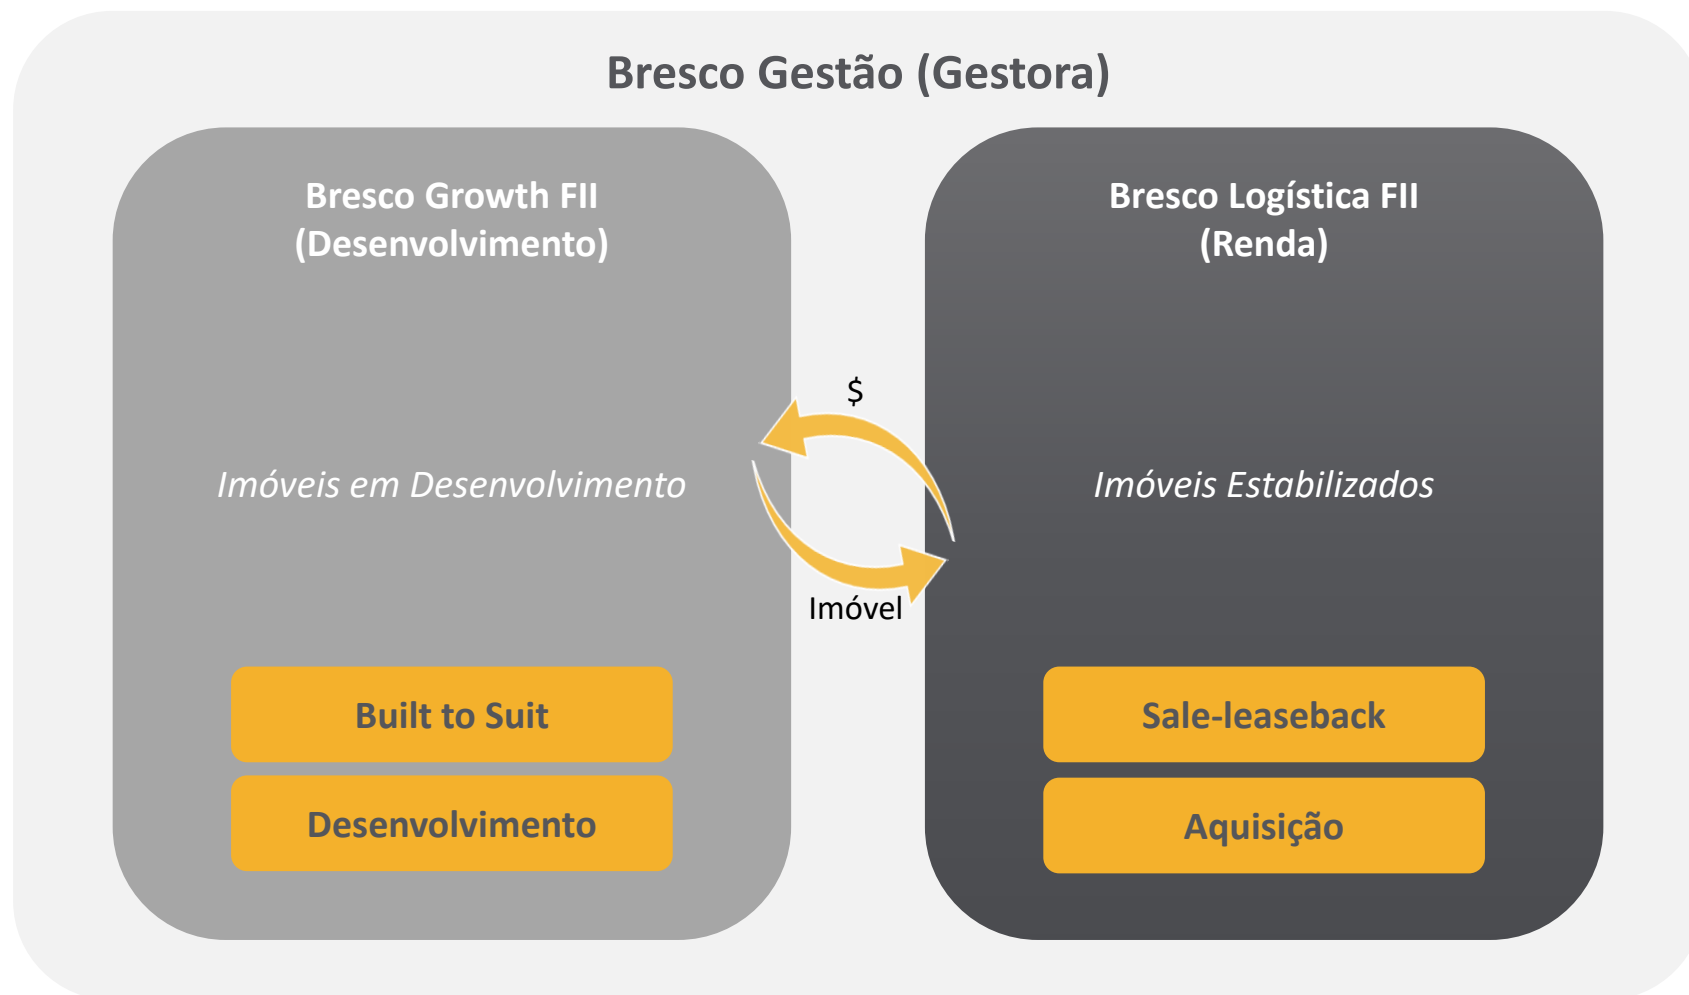 Bresco Gestão (Gestora)
Bresco Growth FII
(Desenvolvimento)
Imóveis em Desenvolvimento
Built to Suit
Desenvolvimento
$
Imóvel
Bresco Logística FII
(Renda)
Imóveis Estabilizados
Sale-leaseback
Aquisição